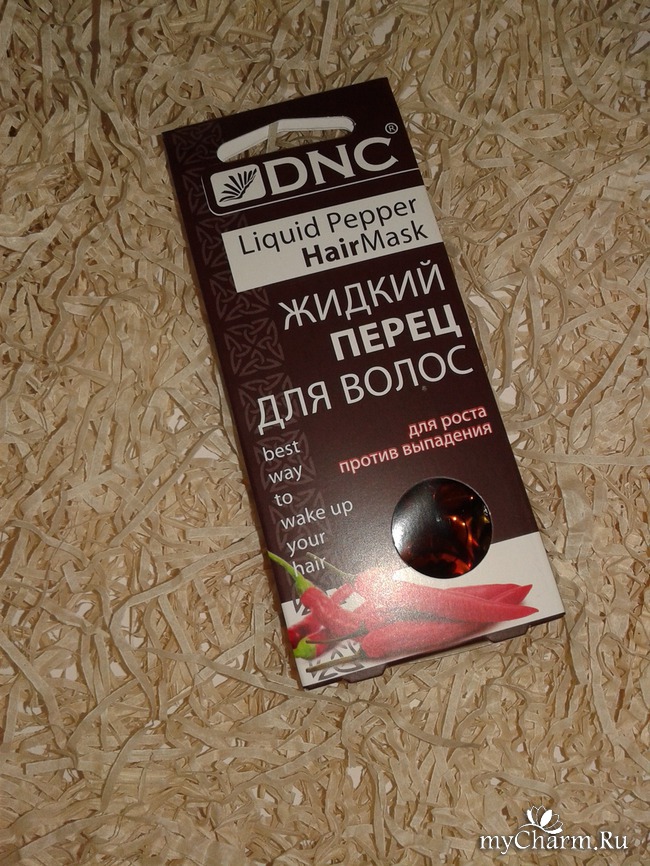 DNC®
Liquid Pepper
HairMask
ЖИДКИЙ
ПЕРЕЦ
ДЛЯ ВОЛОС
для роста
против выпадения
best
way
to
wake up
your
hair
myCharm.Ru